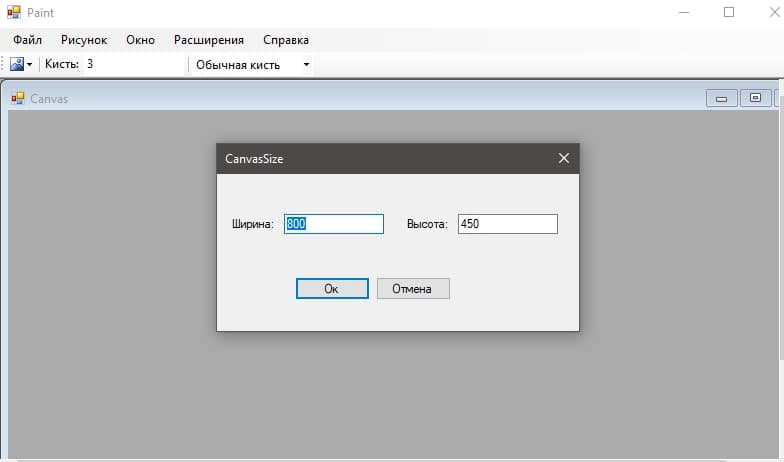 Paint
Файл Рисунок Окно Расширения Справка
Кисть: 3 Обычная кисть
Canvas
CanvasSize
Ширина: 800 Высота: 450
Ок Отмена